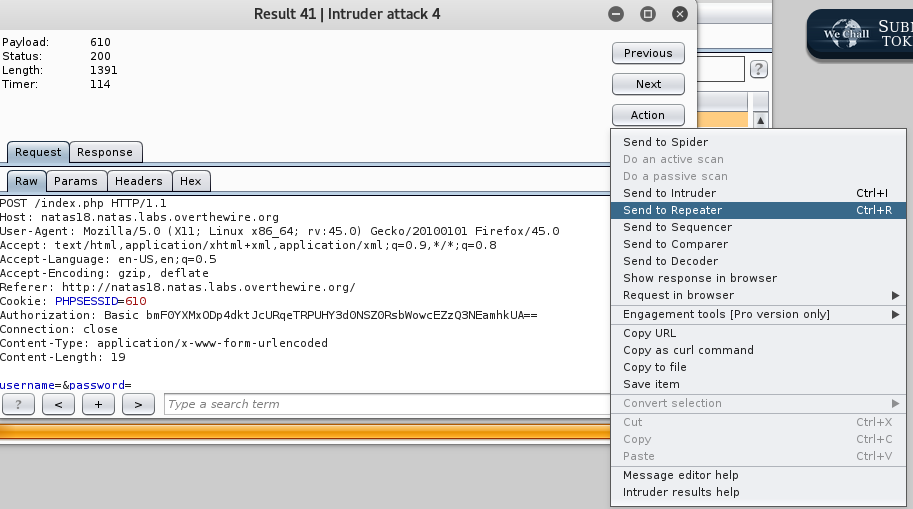 Result 41 | Intruder attack 4
Payload: 610
Status: 200
Length: 1391
Timer: 114
Previous
Next
Action
?
We Chall
SUB
TOK
Request
Response
Raw
Params
Headers
Hex
POST /index.php HTTP/1.1
Host: natas18.natas.labs.overthewire.org
User-Agent: Mozilla/5.0 (X11; Linux x86_64; rv:45.0) Gecko/20100101 Firefox/45.0
Accept: text/html,application/xhtml+xml,application/xml;q=0.9,*/*;q=0.8
Accept-Language: en-US,en;q=0.5
Accept-Encoding: gzip, deflate
Referer: http://natas18.natas.labs.overthewire.org/
Cookie: PHPSESSID=610
Authorization: Basic bmF0YXMxODp4dktJcURqeTRPUHY3d0NSZ0RsbWowcEZzQ3NEamhkUA==
Connection: close
Content-Type: application/x-www-form-urlencoded
Content-Length: 19
username=&password=
?
<
+
>
Type a search term
Send to Spider
Do an active scan
Do a passive scan
Send to Intruder Ctrl+I
Send to Repeater Ctrl+R
Send to Sequencer
Send to Comparer
Send to Decoder
Show response in browser
Request in browser
Engagement tools [Pro version only]
Copy URL
Copy as curl command
Copy to file
Save item
Convert selection
Cut Ctrl+X
Copy Ctrl+C
Paste Ctrl+V
Message editor help
Intruder results help